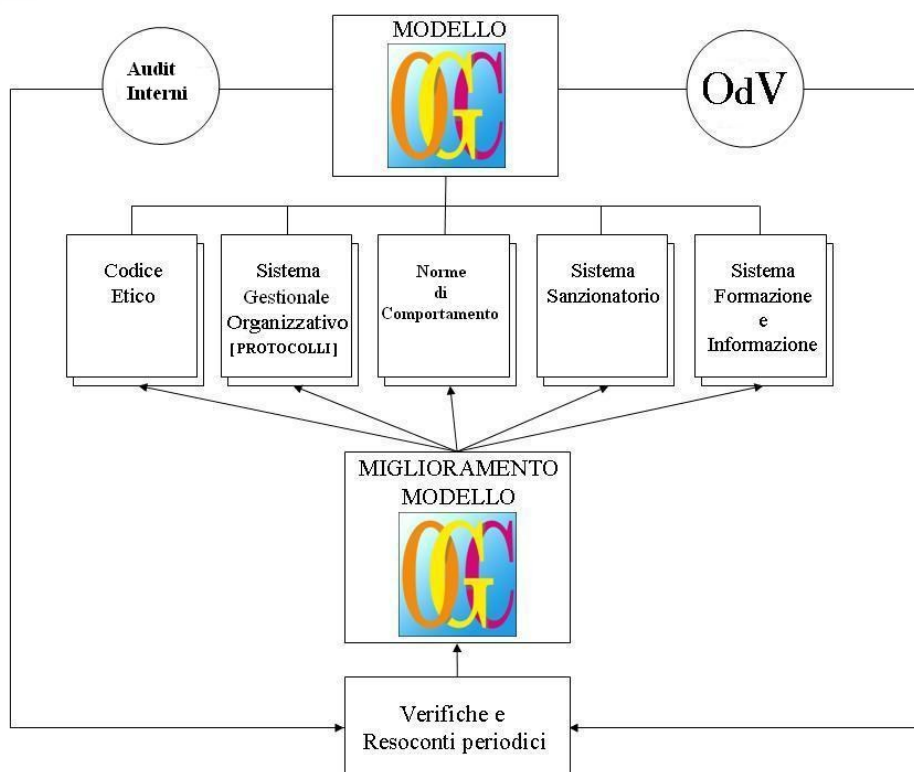 MODELLO
OGC
Audit
Interni
OdV
Codice
Etico
Sistema
Gestionale
Organizzativo
[PROTOCOLLI]
Norme
di
Comportamento
Sistema
Sanzionatorio
Sistema
Formazione
e
Informazione
MIGLIORAMENTO
MODELLO
OGC
Verifiche e
Resoconti periodici